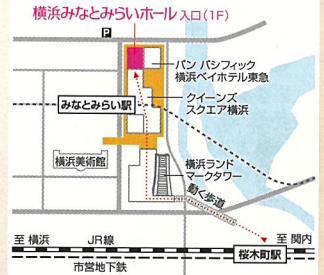 横浜みなとみらいホール 入口(1F)
P
パン パシフィック
横浜ベイホテル東急
みなとみらい駅
クイーンズ
スクエア横浜
横浜美術館
横浜ランド
マークタワー
動く歩道
至 横浜
JR線
至 関内
桜木町駅
市営地下鉄